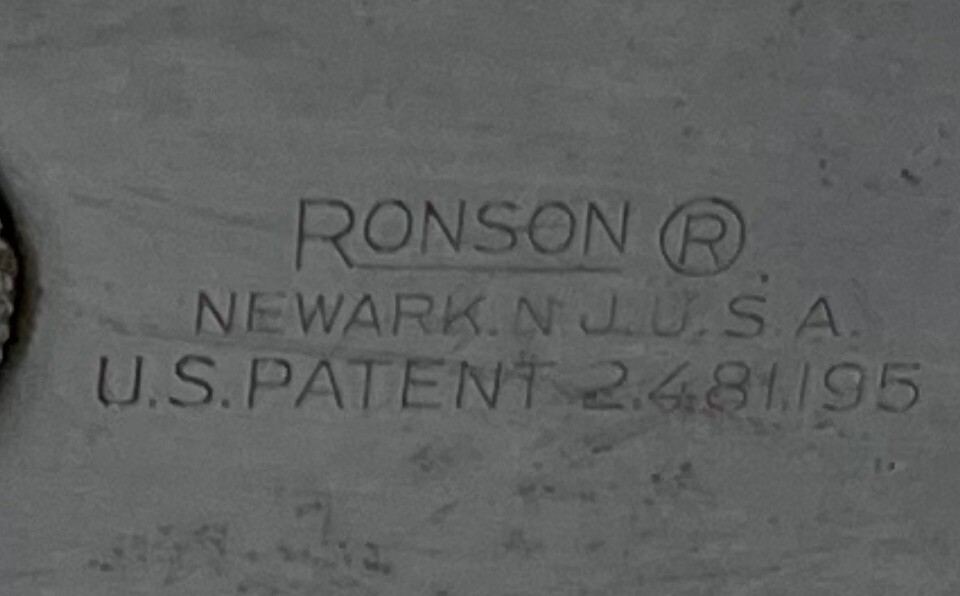 RONSON ®
NEWARK. N J. U. S. A.
U.S. PATENT 2.481.195